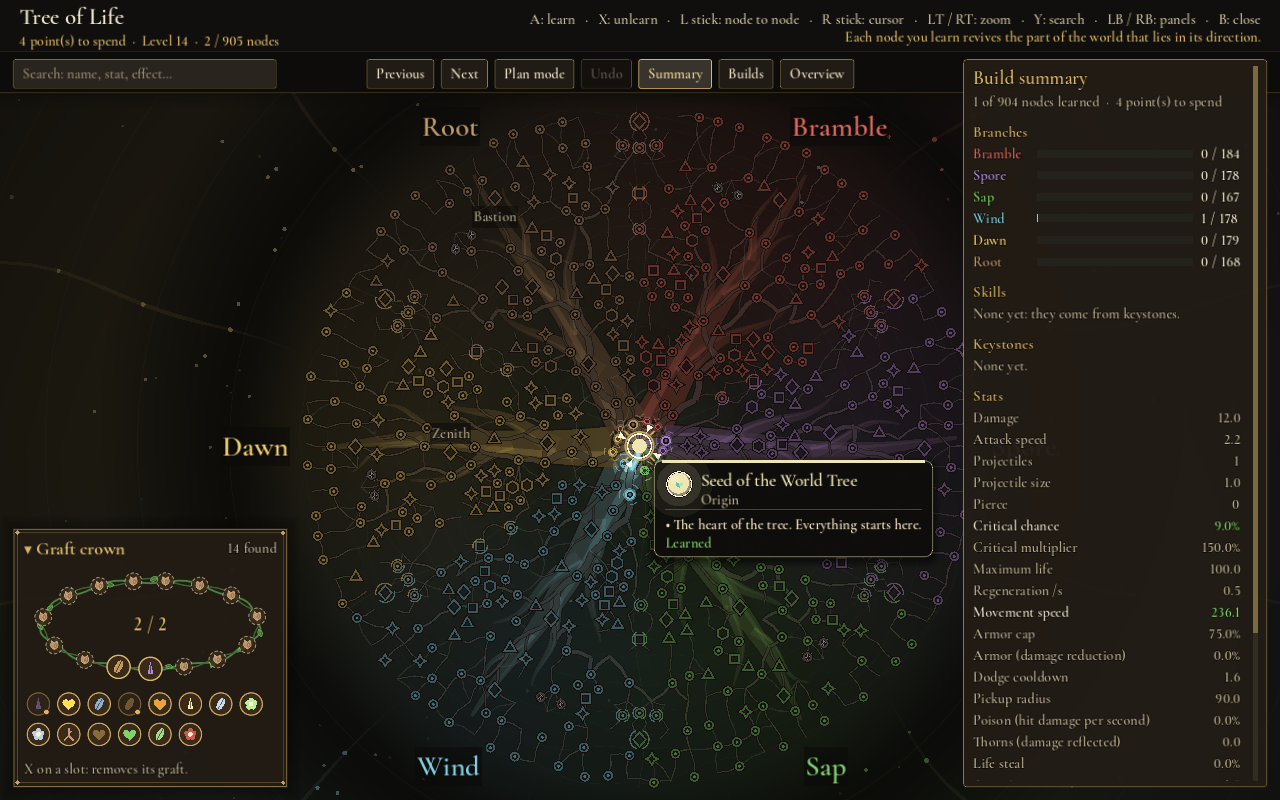 Tree of Life
4 point(s) to spend · Level 14 · 2 / 905 nodes
A: learn · X: unlearn · L stick: node to node · R stick: cursor · LT / RT: zoom · Y: search · LB / RB: panels · B: close
Each node you learn revives the part of the world that lies in its direction.
Search: name, stat, effect...
Previous
Next
Plan mode
Undo
Summary
Builds
Overview
Root
Bramble
Bastion
Dawn
Zenith
Spore
Seed of the World Tree
Origin
• The heart of the tree. Everything starts here.
Learned
Wind
Sap
▾ Graft crown
14 found
2 / 2
X on a slot: removes its graft.
Build summary
1 of 904 nodes learned · 4 point(s) to spend
Branches
Bramble 0 / 184
Spore 0 / 178
Sap 0 / 167
Wind 1 / 178
Dawn 0 / 179
Root 0 / 168
Skills
None yet: they come from keystones.
Keystones
None yet.
Stats
Damage 12.0
Attack speed 2.2
Projectiles 1
Projectile size 1.0
Pierce 0
Critical chance 9.0%
Critical multiplier 150.0%
Maximum life 100.0
Regeneration /s 0.5
Movement speed 236.1
Armor cap 75.0%
Armor (damage reduction) 0.0%
Dodge cooldown 1.6
Pickup radius 90.0
Poison (hit damage per second) 0.0%
Thorns (damage reflected) 0.0
Life steal 0.0%